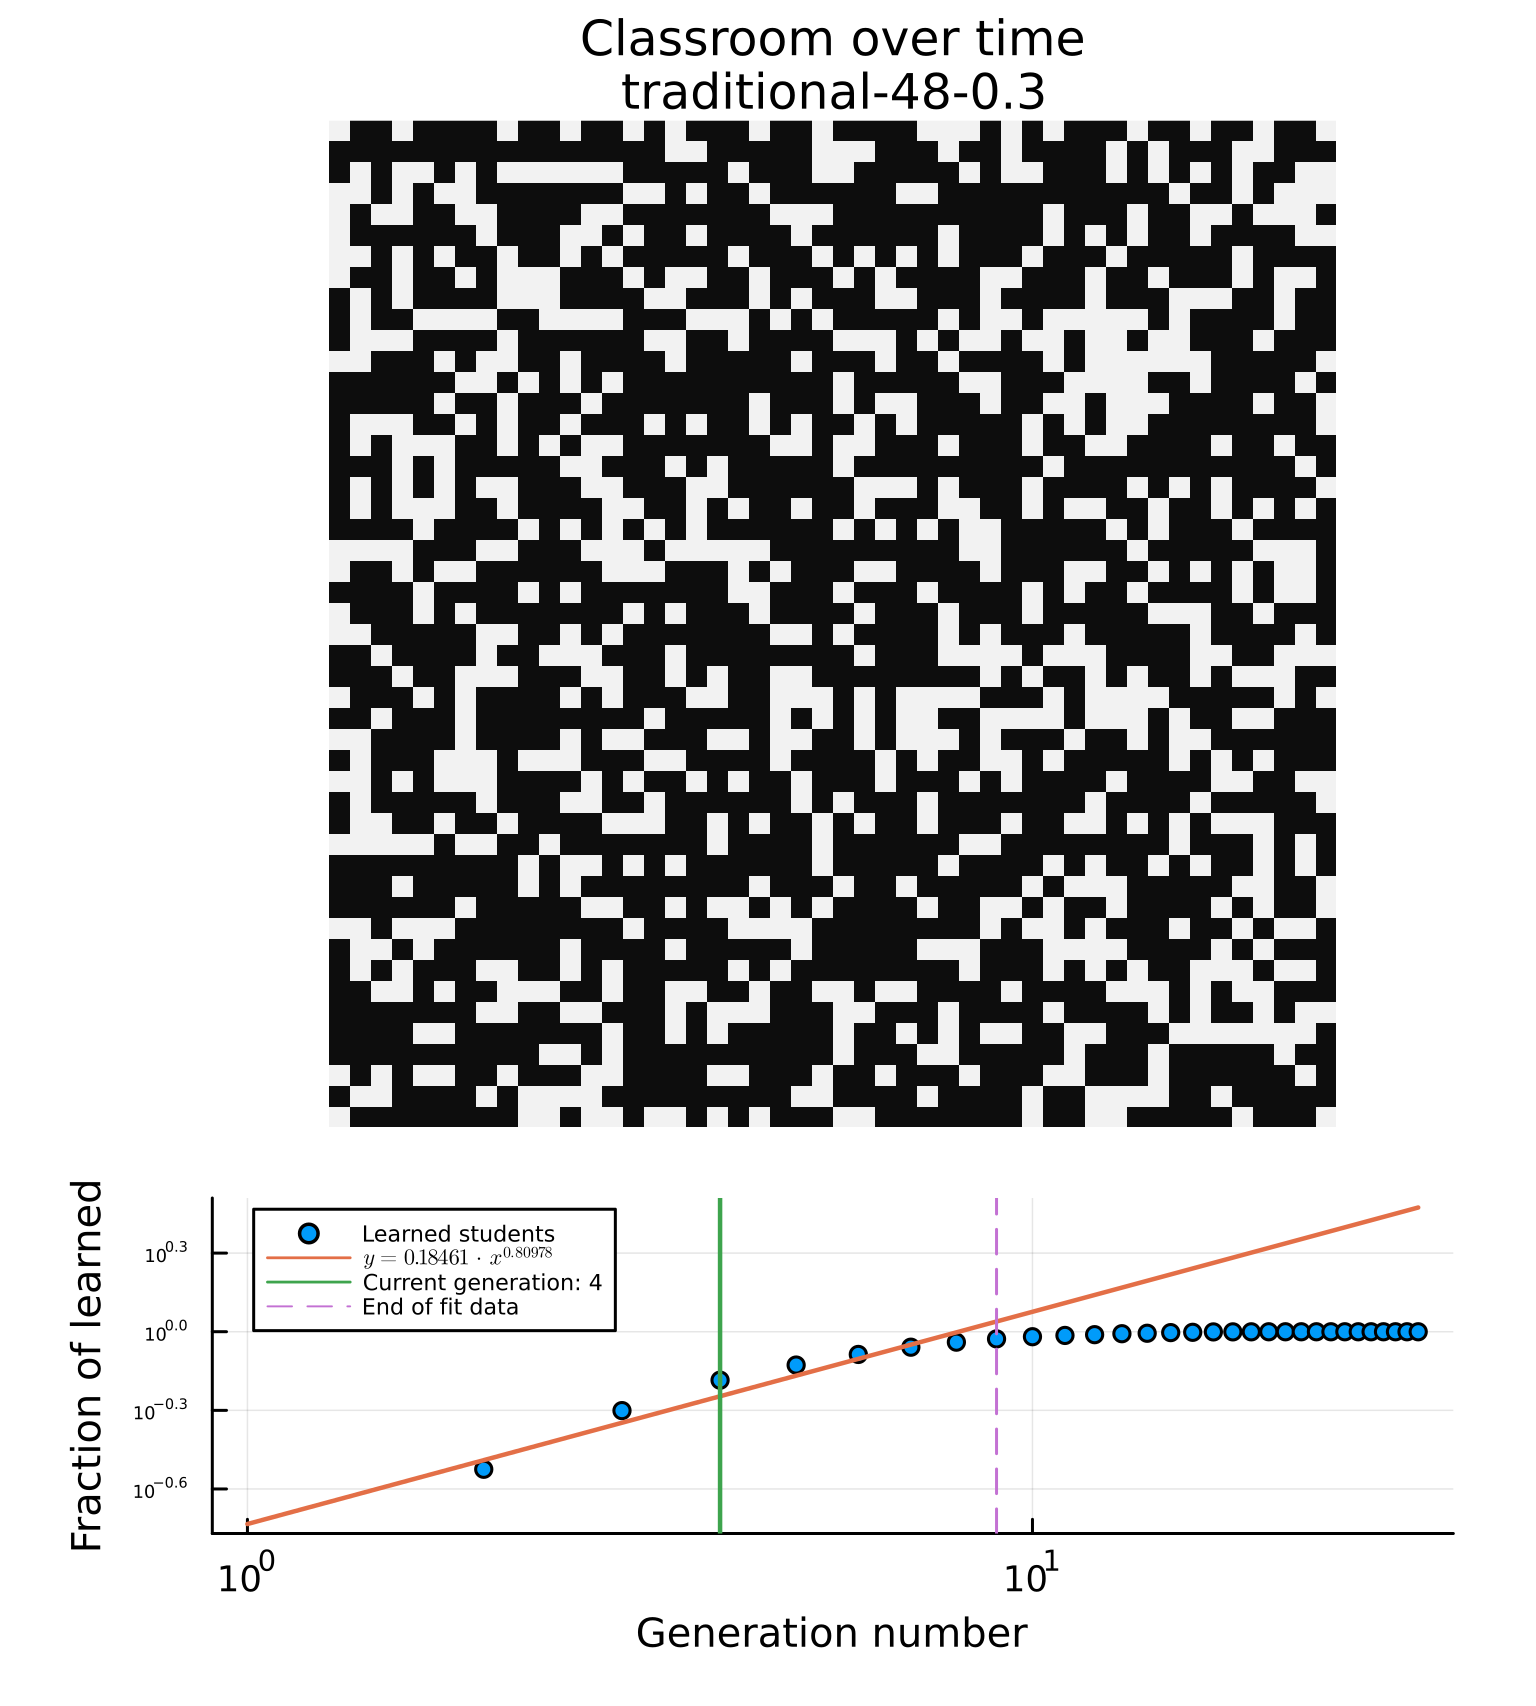 Classroom over time
traditional-48-0.3
Fraction of learned
10^0.3
10^0.0
10^−0.3
10^−0.6
Learned students
y = 0.18461 · x^0.80978
Current generation: 4
End of fit data
10^0
10^1
Generation number